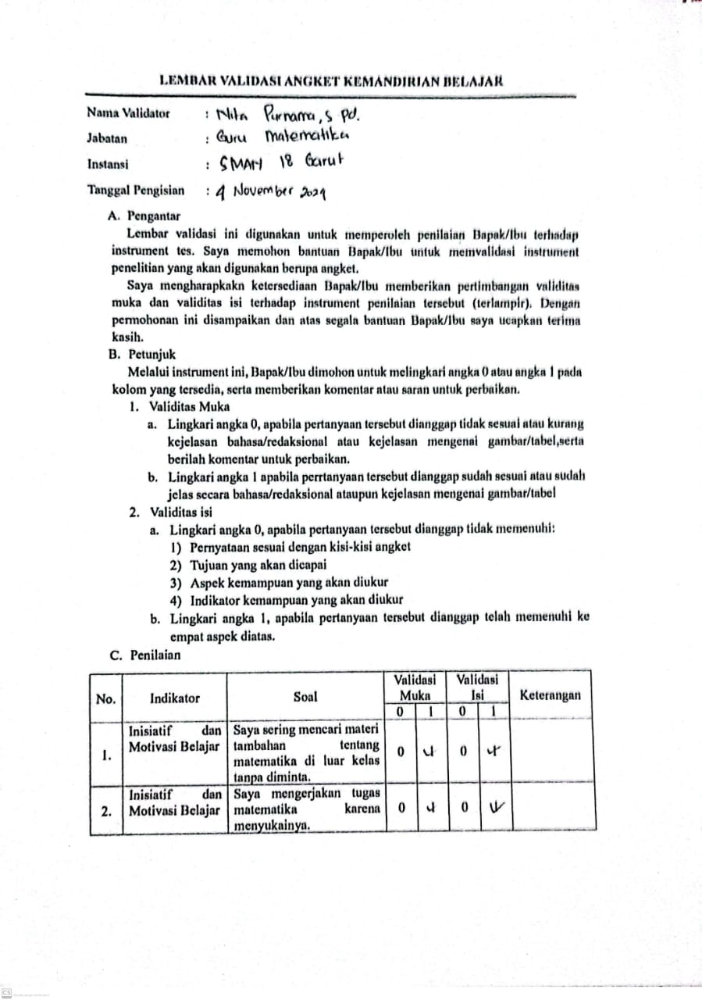 LEMBAR VALIDASI ANGKET KEMANDIRIAN BELAJAR
Nama Validator : Nita Purnama, S Pd.
Jabatan : Guru Matematika
Instansi : SMAN 18 Garut
Tanggal Pengisian : 4 November 2024
A. Pengantar
Lembar validasi ini digunakan untuk memperoleh penilaian Bapak/Ibu terhadap
instrument tes. Saya memohon bantuan Bapak/Ibu untuk memvalidasi instrument
penelitian yang akan digunakan berupa angket.
Saya mengharapkakn ketersediaan Bapak/Ibu memberikan pertimbangan validitas
muka dan validitas isi terhadap instrument penilaian tersebut (terlampir). Dengan
permohonan ini disampaikan dan atas segala bantuan Bapak/Ibu saya ucapkan terima
kasih.
B. Petunjuk
Melalui instrument ini, Bapak/Ibu dimohon untuk melingkari angka 0 atau angka 1 pada
kolom yang tersedia, serta memberikan komentar atau saran untuk perbaikan.
1. Validitas Muka
a. Lingkari angka 0, apabila pertanyaan tersebut dianggap tidak sesuai atau kurang
kejelasan bahasa/redaksional atau kejelasan mengenai gambar/tabel,serta
berilah komentar untuk perbaikan.
b. Lingkari angka 1 apabila perrtanyaan tersebut dianggap sudah sesuai atau sudah
jelas secara bahasa/redaksional ataupun kejelasan mengenai gambar/tabel
2. Validitas isi
a. Lingkari angka 0, apabila pertanyaan tersebut dianggap tidak memenuhi:
1) Pernyataan sesuai dengan kisi-kisi angket
2) Tujuan yang akan dicapai
3) Aspek kemampuan yang akan diukur
4) Indikator kemampuan yang akan diukur
b. Lingkari angka 1, apabila pertanyaan tersebut dianggap telah memenuhi ke
empat aspek diatas.
C. Penilaian
No. Indikator Soal Validasi Muka Validasi Isi Keterangan
0 1 0 1
1. Inisiatif dan Saya sering mencari materi
Motivasi Belajar tambahan tentang
matematika di luar kelas
tanpa diminta.
0 0
2. Inisiatif dan Saya mengerjakan tugas
Motivasi Belajar matematika karena
menyukainya.
0 0
CS